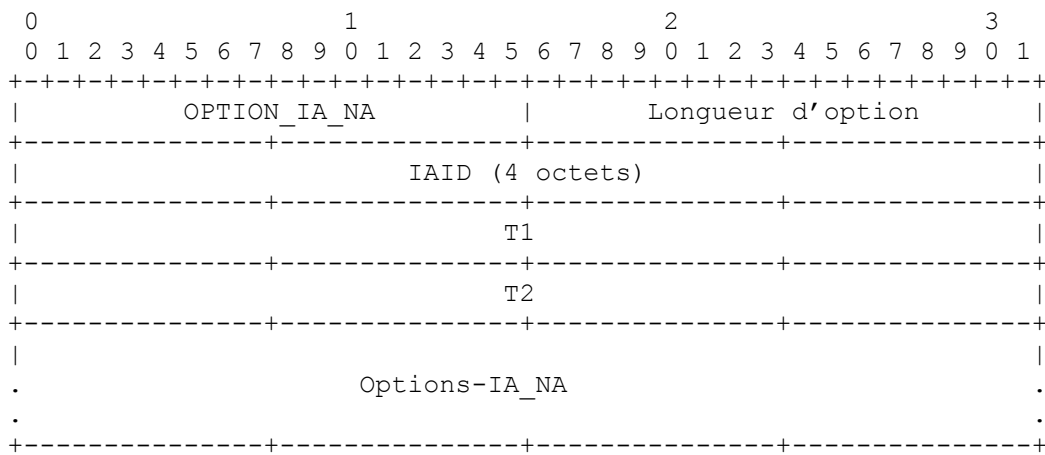 0                   1                   2                   3
0 1 2 3 4 5 6 7 8 9 0 1 2 3 4 5 6 7 8 9 0 1 2 3 4 5 6 7 8 9 0 1
+-+-+-+-+-+-+-+-+-+-+-+-+-+-+-+-+-+-+-+-+-+-+-+-+-+-+-+-+-+-+-+-+
|          OPTION_IA_NA         |       Longueur d’option       |
+---------------+---------------+---------------+---------------+
|                        IAID (4 octets)                        |
+---------------+---------------+---------------+---------------+
|                              T1                               |
+---------------+---------------+---------------+---------------+
|                              T2                               |
+---------------+---------------+---------------+---------------+
|                                                               |
.                     Options-IA_NA                             .
.                                                               .
+---------------+---------------+---------------+---------------+